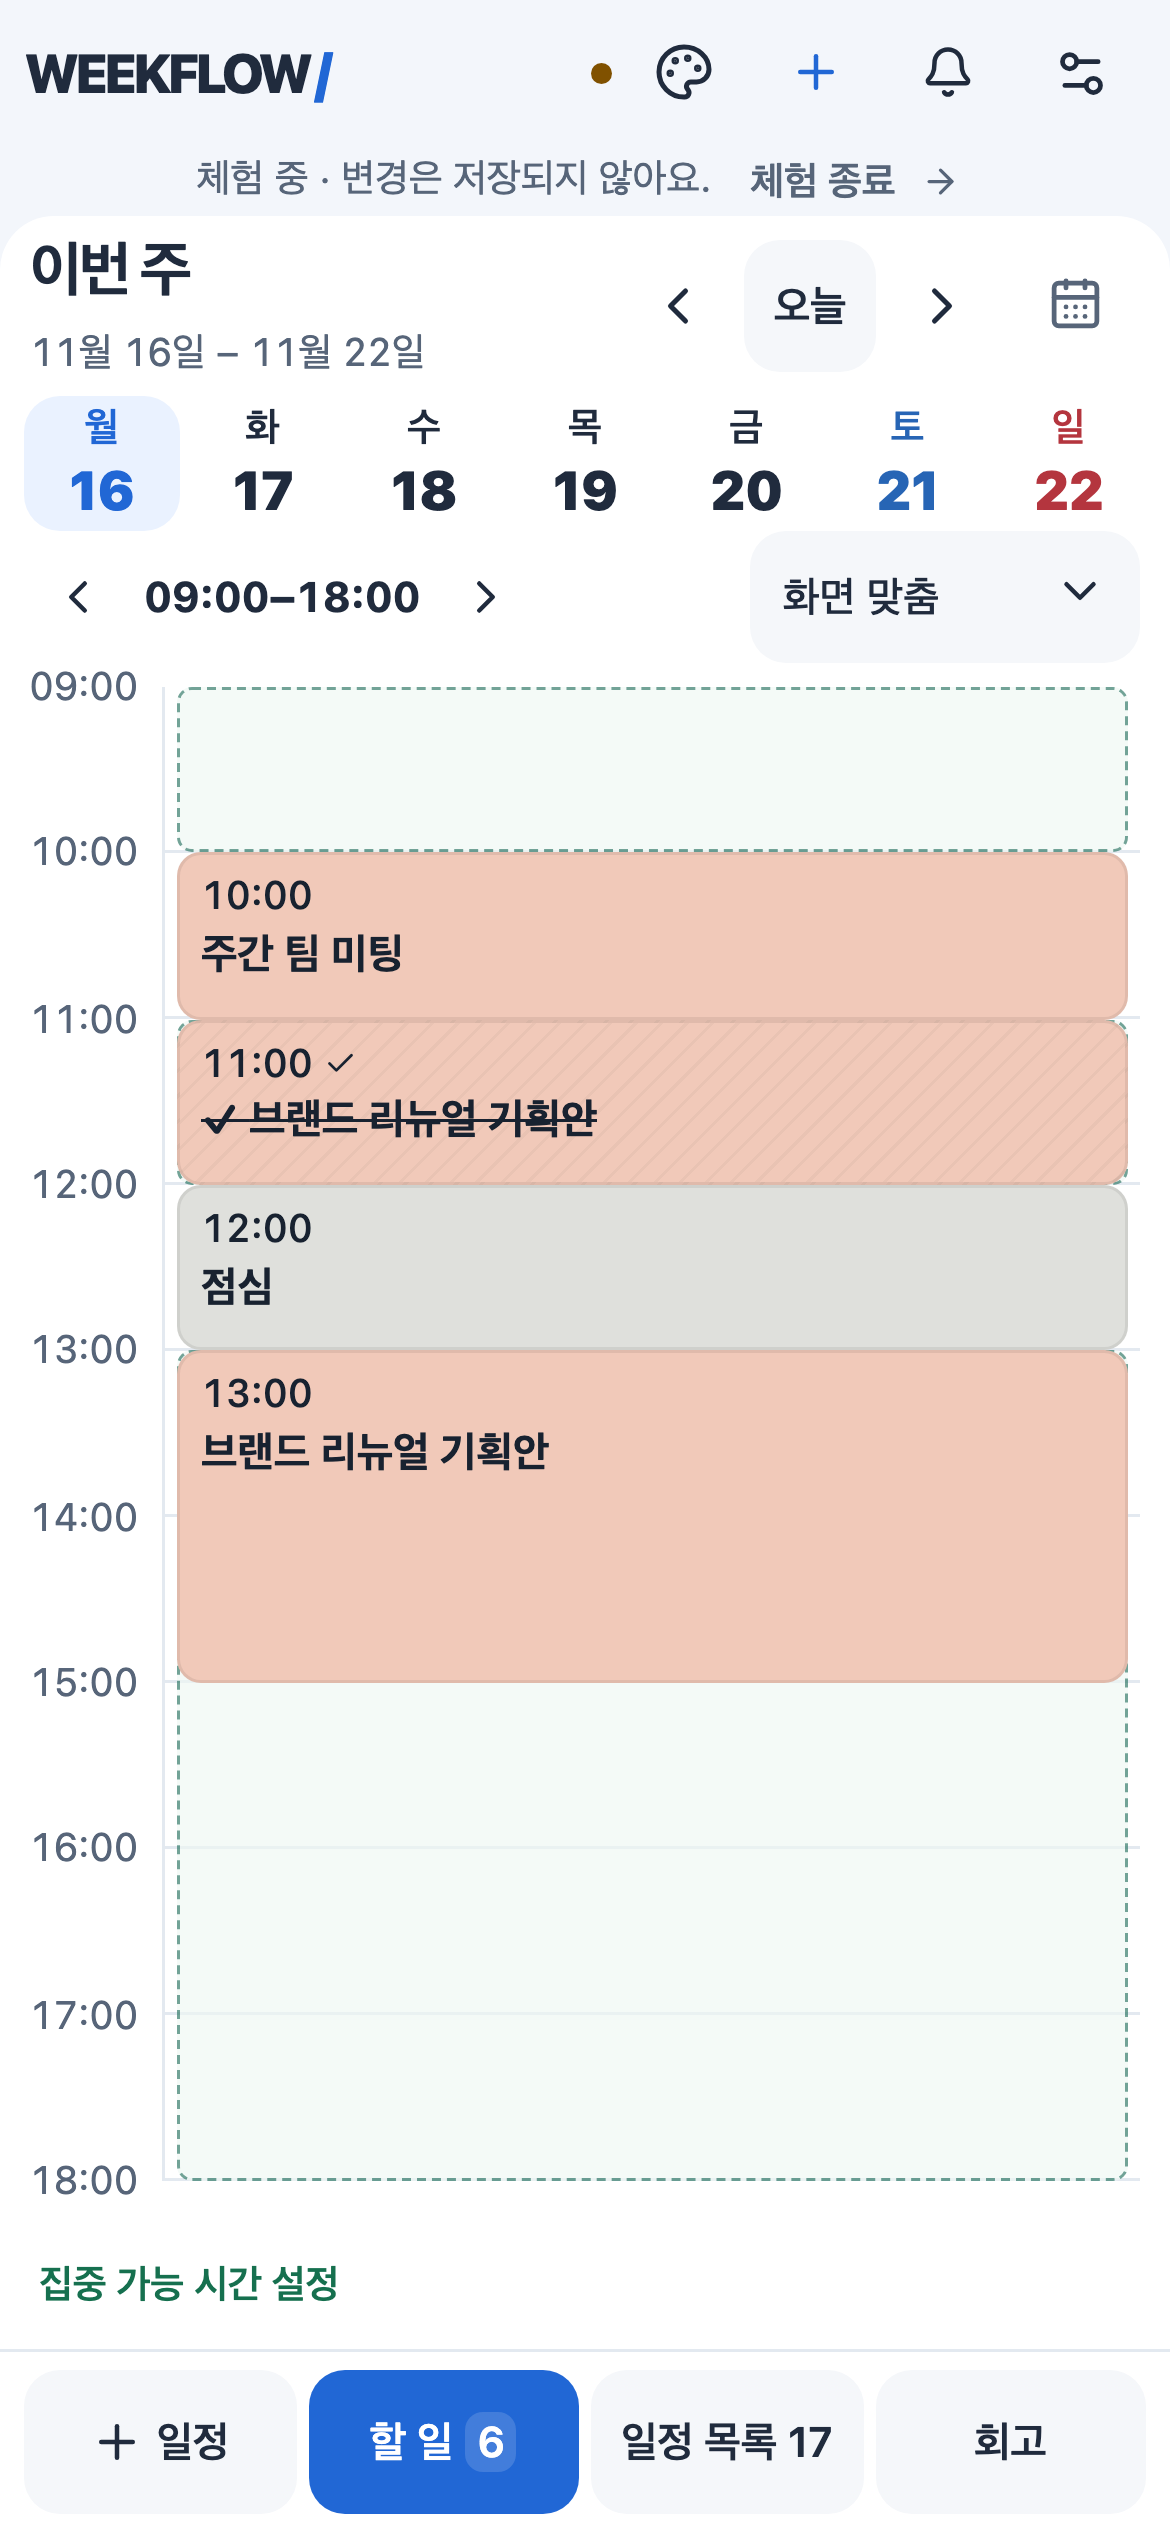 WEEKFLOW/
체험 중 · 변경은 저장되지 않아요. 체험 종료 →
이번 주
오늘
11월 16일 – 11월 22일
월 화 수 목 금 토 일
16 17 18 19 20 21 22
09:00–18:00
화면 맞춤
09:00
10:00
10:00
주간 팀 미팅
11:00
11:00 ✓
✓ 브랜드 리뉴얼 기획안
12:00
12:00
점심
13:00
13:00
브랜드 리뉴얼 기획안
14:00
15:00
16:00
17:00
18:00
집중 가능 시간 설정
+ 일정
할 일 6
일정 목록 17
회고